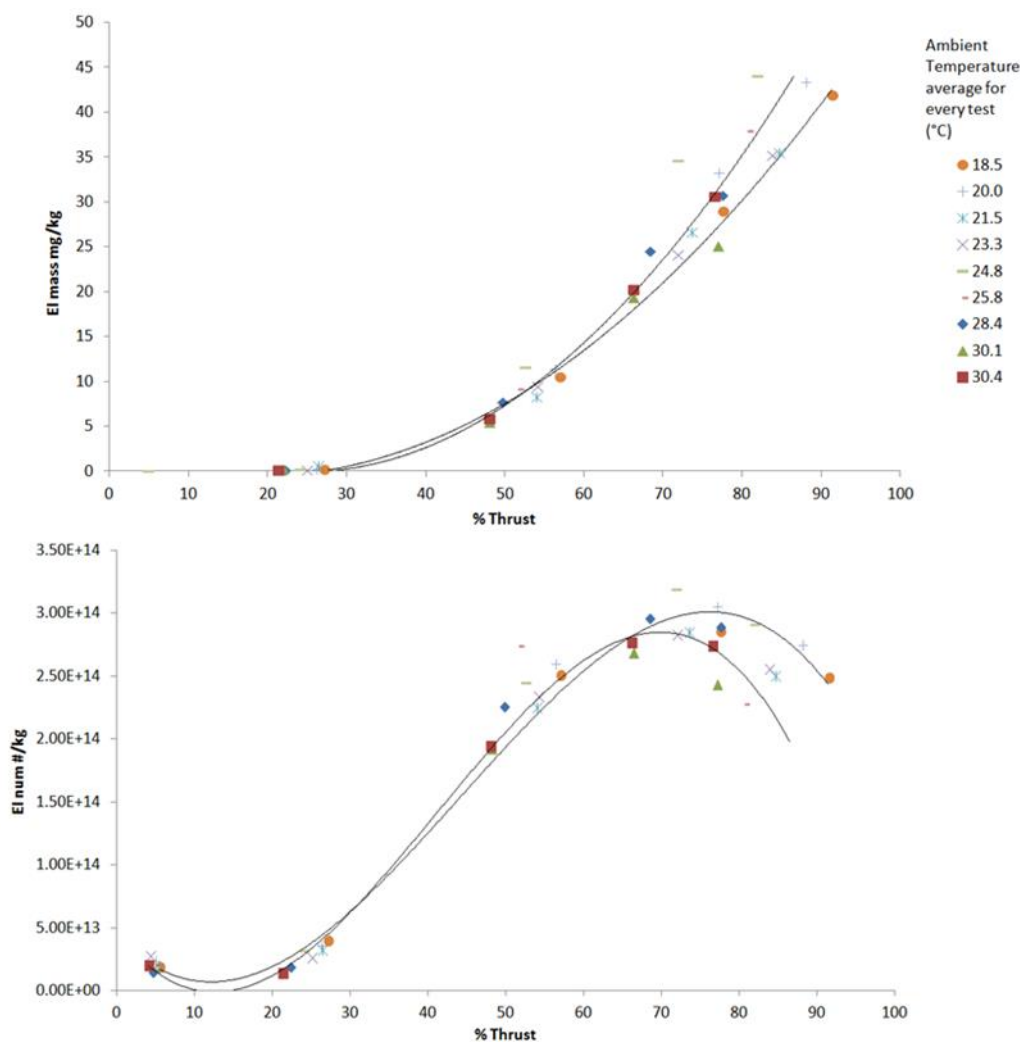 50
45
40
35
30
25
20
15
10
5
0
EI mass mg/kg
0 10 20 30 40 50 60 70 80 90 100
% Thrust
Ambient
Temperature
average for
every test
(°C)
18.5
20.0
21.5
23.3
24.8
25.8
28.4
30.1
30.4
3.50E+14
3.00E+14
2.50E+14
2.00E+14
1.50E+14
1.00E+14
5.00E+13
0.00E+00
EI num #/kg
0 10 20 30 40 50 60 70 80 90 100
% Thrust